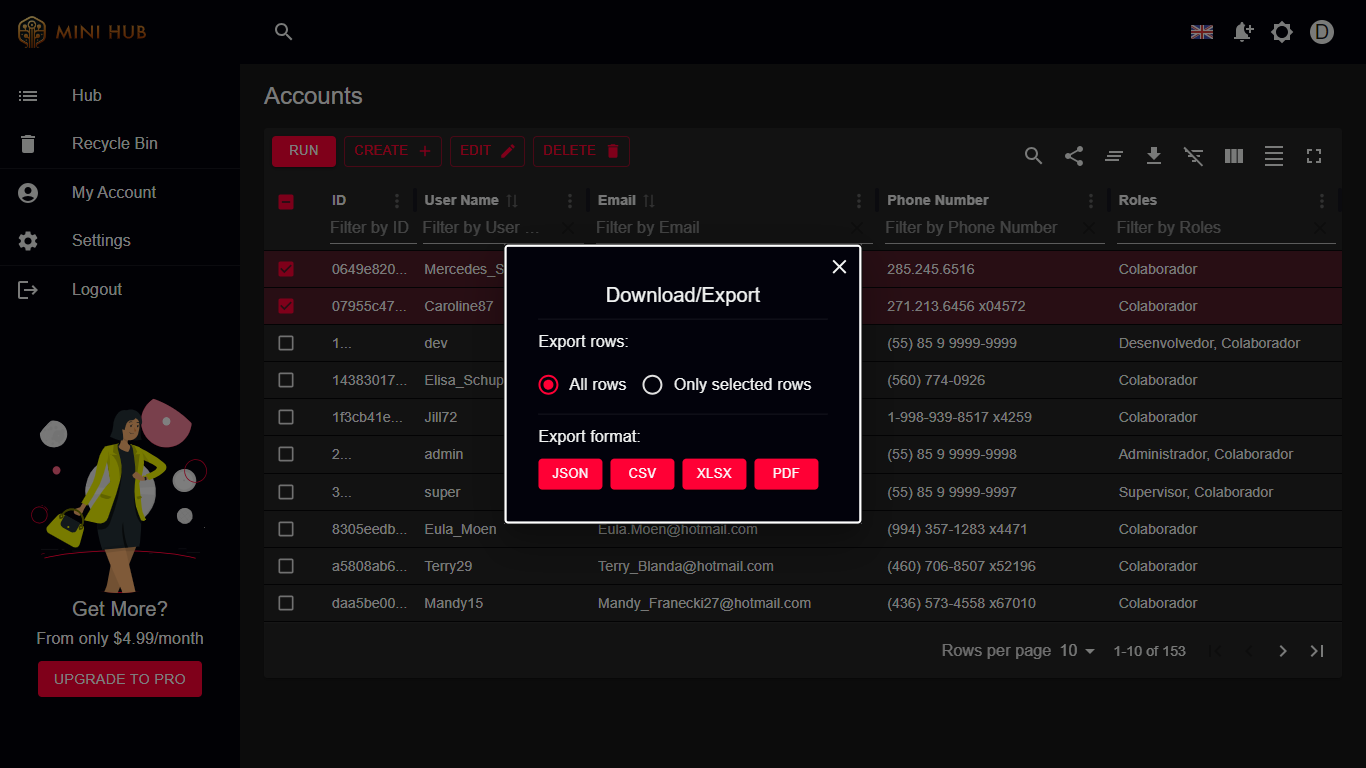 MINI HUB
D
Hub
Recycle Bin
My Account
Settings
Logout
Get More?
From only $4.99/month
UPGRADE TO PRO
Accounts
RUN CREATE EDIT DELETE
ID User Name Email Phone Number Roles
Filter by ID Filter by User ... Filter by Email Filter by Phone Number Filter by Roles
0649e820... Mercedes_S 285.245.6516 Colaborador
07955c47... Caroline87 271.213.6456 x04572 Colaborador
1... dev (55) 85 9 9999-9999 Desenvolvedor, Colaborador
14383017... Elisa_Schup (560) 774-0926 Colaborador
1f3cb41e... Jill72 1-998-939-8517 x4259 Colaborador
2... admin (55) 85 9 9999-9998 Administrador, Colaborador
3... super (55) 85 9 9999-9997 Supervisor, Colaborador
8305eedb... Eula_Moen Eula.Moen@hotmail.com (994) 357-1283 x4471 Colaborador
a5808ab6... Terry29 Terry_Blanda@hotmail.com (460) 706-8507 x52196 Colaborador
daa5be00... Mandy15 Mandy_Franecki27@hotmail.com (436) 573-4558 x67010 Colaborador
Rows per page 10 1-10 of 153
Download/Export
Export rows:
All rows Only selected rows
Export format:
JSON CSV XLSX PDF